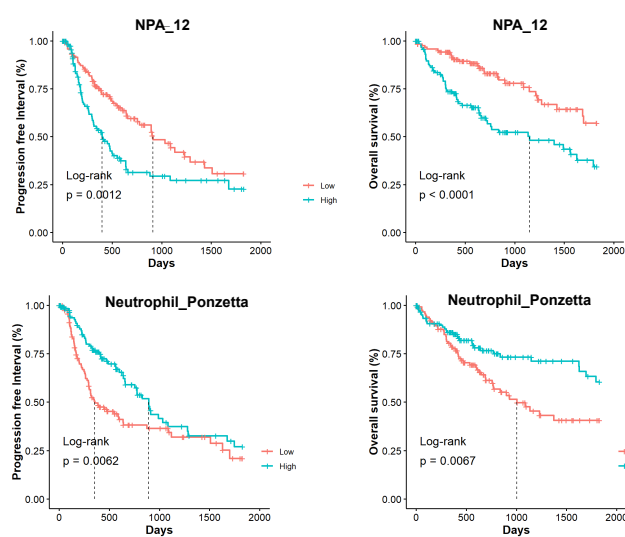 NPA_12
1.00
0.75
0.50
0.25
0.00
Progression free Interval (%)
Log-rank
p = 0.0012
0
500
1000
1500
2000
Days
Low
High
NPA_12
1.00
0.75
0.50
0.25
0.00
Overall survival (%)
Log-rank
p < 0.0001
0
500
1000
1500
2000
Days
Neutrophil_Ponzetta
1.00
0.75
0.50
0.25
0.00
Progression free Interval (%)
Log-rank
p = 0.0062
0
500
1000
1500
2000
Days
Low
High
Neutrophil_Ponzetta
1.00
0.75
0.50
0.25
0.00
Overall survival (%)
Log-rank
p = 0.0067
0
500
1000
1500
2000
Days